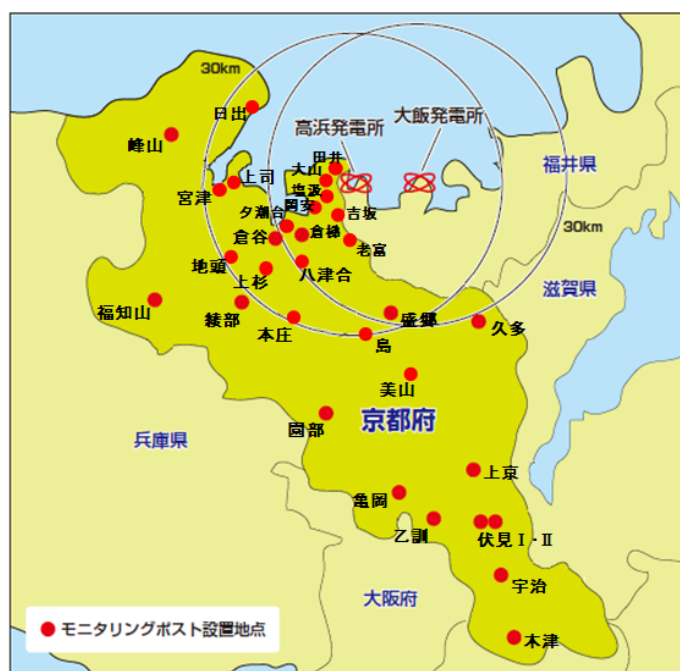 30km
日出
峰山
高浜発電所
大飯発電所
田井
大山
塩汲
岡安
吉坂
福井県
上司
宮津
夕潮台
倉梯
倉谷
老富
30km
地頭
上杉
八津合
滋賀県
福知山
綾部
本庄
盛郷
久多
島
美山
園部
京都府
兵庫県
上京
亀岡
乙訓
伏見Ⅰ・Ⅱ
宇治
大阪府
木津
モニタリングポスト設置地点